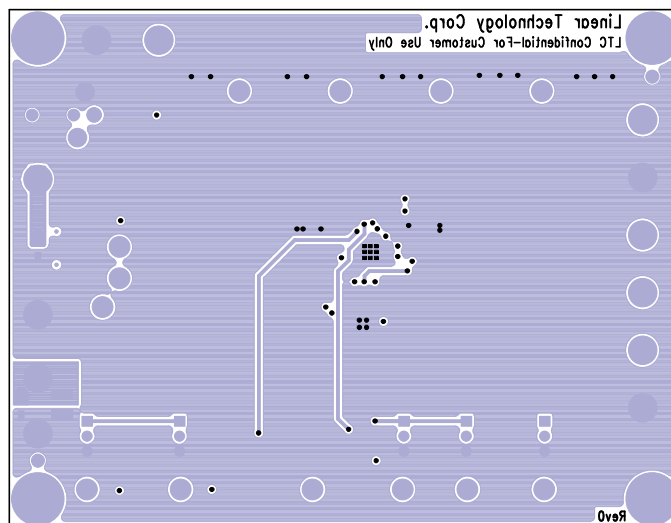 Linear Technology Corp.
LTC Confidential-For Customer Use Only
Rev0